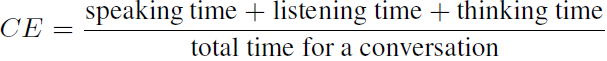 CE = speaking time + listening time + thinking time
total time for a conversation